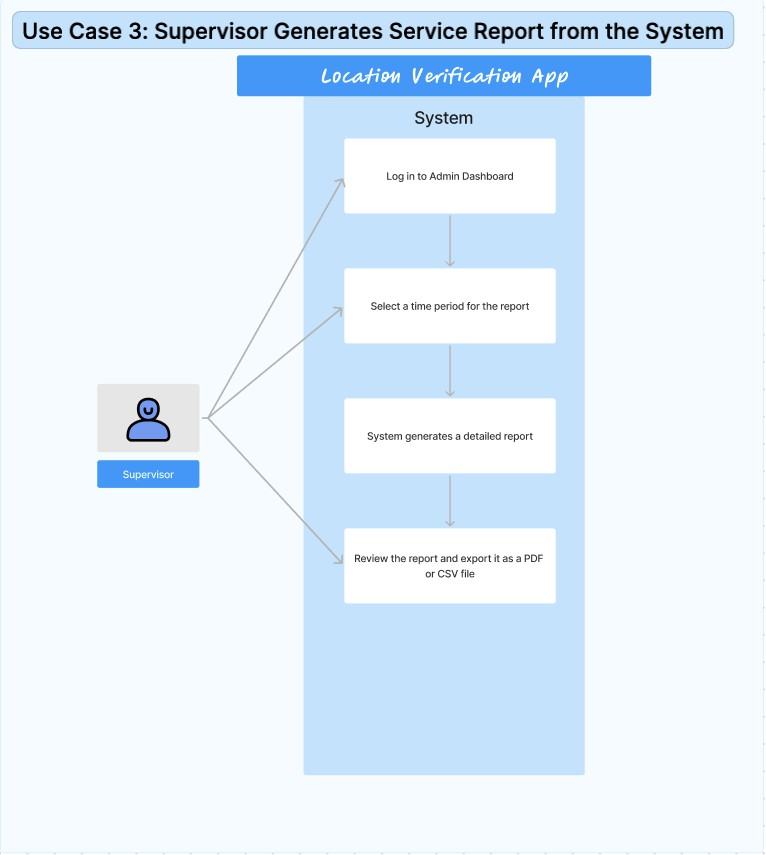 Use Case 3: Supervisor Generates Service Report from the System
Location Verification App
System
Log in to Admin Dashboard
Select a time period for the report
System generates a detailed report
Supervisor
Review the report and export it as a PDF
or CSV file